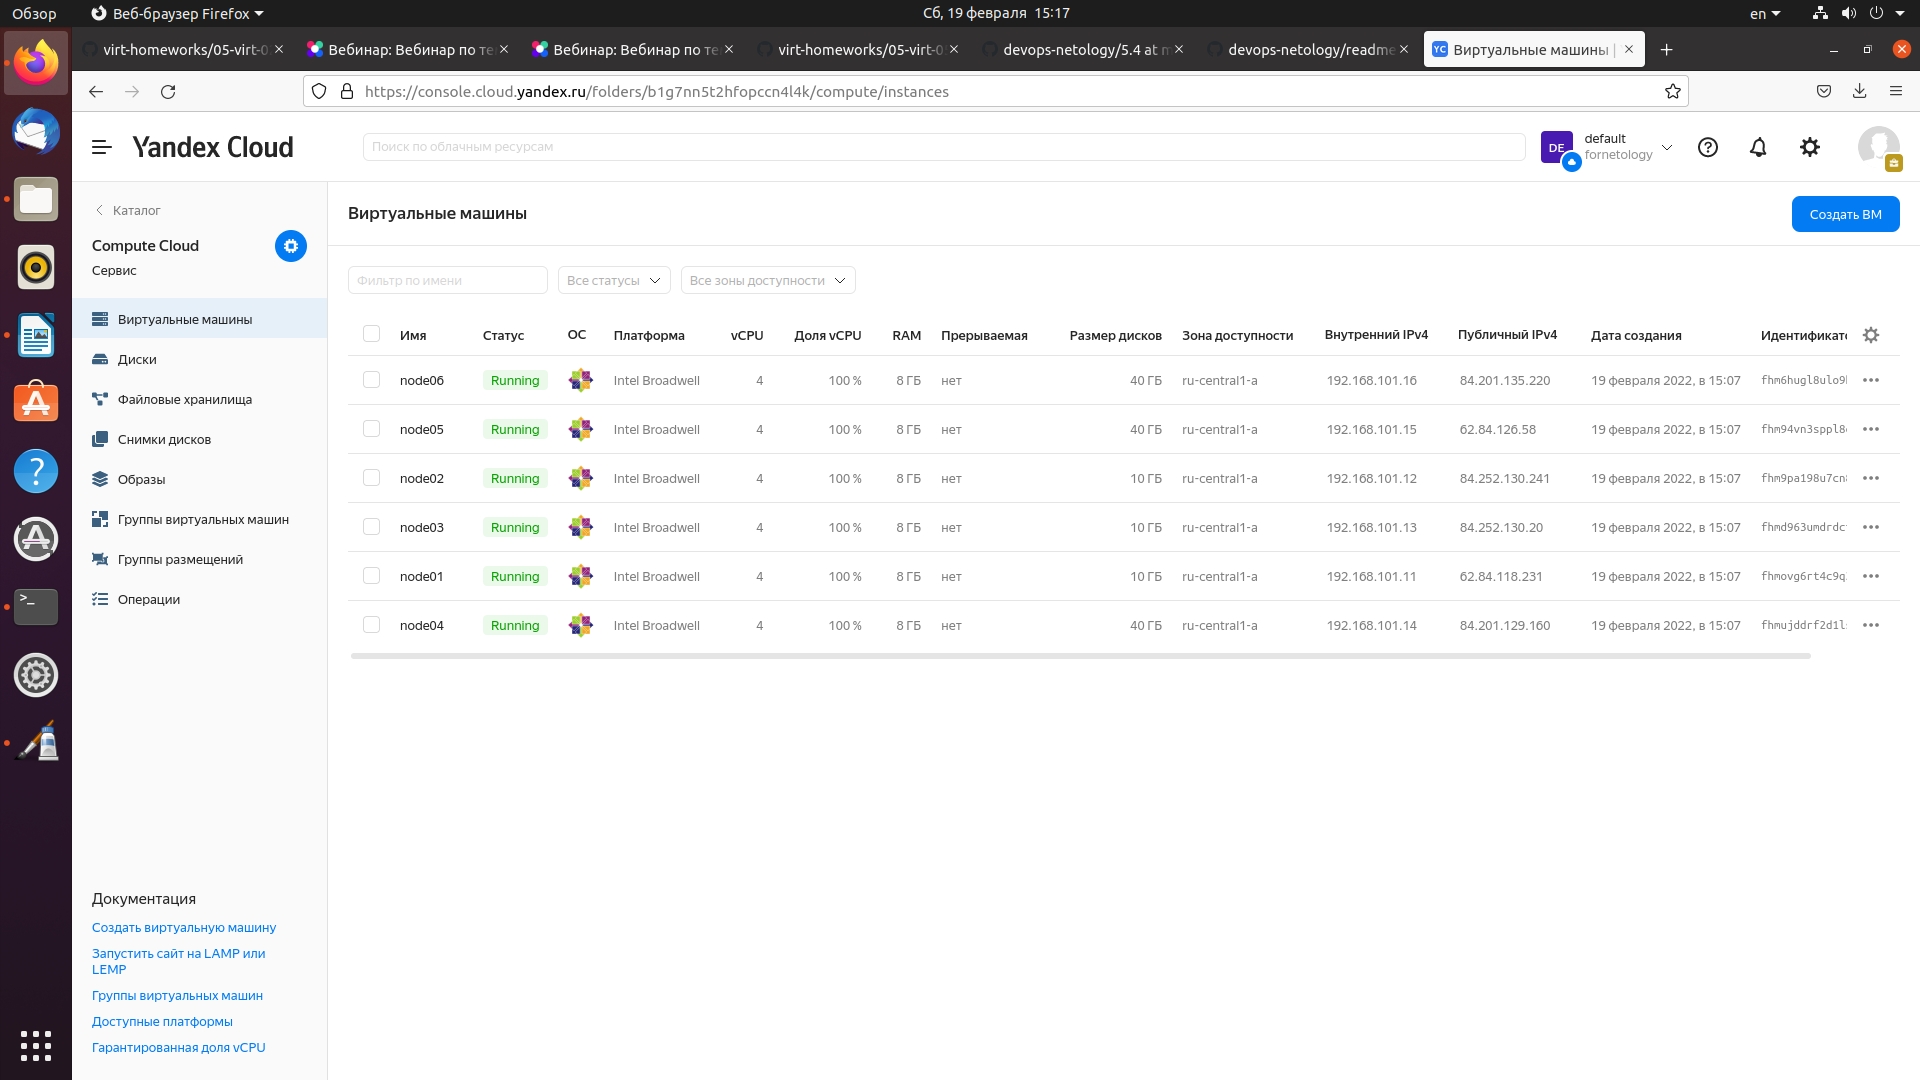 Обзор Веб-браузер Firefox Сб, 19 февраля 15:17 en
virt-homeworks/05-virt-0 Вебинар: Вебинар по те Вебинар: Вебинар по те virt-homeworks/05-virt-0 devops-netology/5.4 at m devops-netology/readme Виртуальные машины |
https://console.cloud.yandex.ru/folders/b1g7nn5t2hfopccn4l4k/compute/instances
Yandex Cloud Поиск по облачным ресурсам DE default
fornetology
Каталог
Compute Cloud
Сервис
Виртуальные машины
Диски
Файловые хранилища
Снимки дисков
Образы
Группы виртуальных машин
Группы размещений
Операции
Документация
Создать виртуальную машину
Запустить сайт на LAMP или
LEMP
Группы виртуальных машин
Доступные платформы
Гарантированная доля vCPU
Виртуальные машины Создать ВМ
Фильтр по имени Все статусы Все зоны доступности
Имя Статус ОС Платформа vCPU Доля vCPU RAM Прерываемая Размер дисков Зона доступности Внутренний IPv4 Публичный IPv4 Дата создания Идентификат
node06 Running Intel Broadwell 4 100 % 8 ГБ нет 40 ГБ ru-central1-a 192.168.101.16 84.201.135.220 19 февраля 2022, в 15:07 fhm6hugl8ulo9
node05 Running Intel Broadwell 4 100 % 8 ГБ нет 40 ГБ ru-central1-a 192.168.101.15 62.84.126.58 19 февраля 2022, в 15:07 fhm94vn3sppl8
node02 Running Intel Broadwell 4 100 % 8 ГБ нет 10 ГБ ru-central1-a 192.168.101.12 84.252.130.241 19 февраля 2022, в 15:07 fhm9pa198u7cn
node03 Running Intel Broadwell 4 100 % 8 ГБ нет 10 ГБ ru-central1-a 192.168.101.13 84.252.130.20 19 февраля 2022, в 15:07 fhmd963umdrdc
node01 Running Intel Broadwell 4 100 % 8 ГБ нет 10 ГБ ru-central1-a 192.168.101.11 62.84.118.231 19 февраля 2022, в 15:07 fhmovg6rt4c9q
node04 Running Intel Broadwell 4 100 % 8 ГБ нет 40 ГБ ru-central1-a 192.168.101.14 84.201.129.160 19 февраля 2022, в 15:07 fhmujddrf2d1l